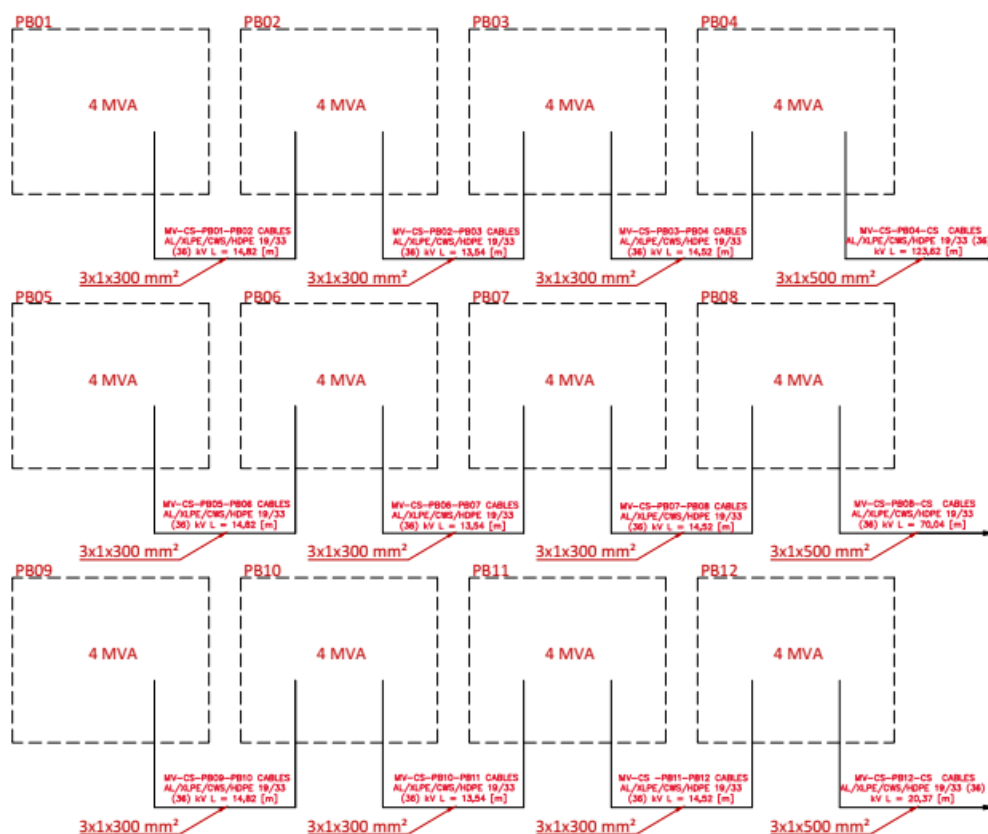 PB01
PB02
PB03
PB04
4 MVA
4 MVA
4 MVA
4 MVA
MV-CS-PB01-PB02 CABLES
AL/XLPE/CWS/HDPE 19/33
(36) kV L = 14,82 [m]
MV-CS-PB02-PB03 CABLES
AL/XLPE/CWS/HDPE 19/33
(36) kV L = 13,54 [m]
MV-CS-PB03-PB04 CABLES
AL/XLPE/CWS/HDPE 19/33
(36) kV L = 14,52 [m]
MV-CS-PB04-CS CABLES
AL/XLPE/CWS/HDPE 19/33 (36)
kV L = 123,62 [m]
3x1x300 mm²
3x1x300 mm²
3x1x300 mm²
3x1x500 mm²
PB05
PB06
PB07
PB08
4 MVA
4 MVA
4 MVA
4 MVA
MV-CS-PB05-PB06 CABLES
AL/XLPE/CWS/HDPE 19/33
(36) kV L = 14,82 [m]
MV-CS-PB06-PB07 CABLES
AL/XLPE/CWS/HDPE 19/33
(36) kV L = 13,54 [m]
MV-CS-PB07-PB08 CABLES
AL/XLPE/CWS/HDPE 19/33
(36) kV L = 14,52 [m]
MV-CS-PB08-CS CABLES
AL/XLPE/CWS/HDPE 19/33
(36) kV L = 70,04 [m]
3x1x300 mm²
3x1x300 mm²
3x1x300 mm²
3x1x500 mm²
PB09
PB10
PB11
PB12
4 MVA
4 MVA
4 MVA
4 MVA
MV-CS-PB09-PB10 CABLES
AL/XLPE/CWS/HDPE 19/33
(36) kV L = 14,82 [m]
MV-CS-PB10-PB11 CABLES
AL/XLPE/CWS/HDPE 19/33
(36) kV L = 13,54 [m]
MV-CS -PB11-PB12 CABLES
AL/XLPE/CWS/HDPE 19/33
(36) kV L = 14,52 [m]
MV-CS-PB12-CS CABLES
AL/XLPE/CWS/HDPE 19/33 (36)
kV L = 20,37 [m]
3x1x300 mm²
3x1x300 mm²
3x1x300 mm²
3x1x500 mm²